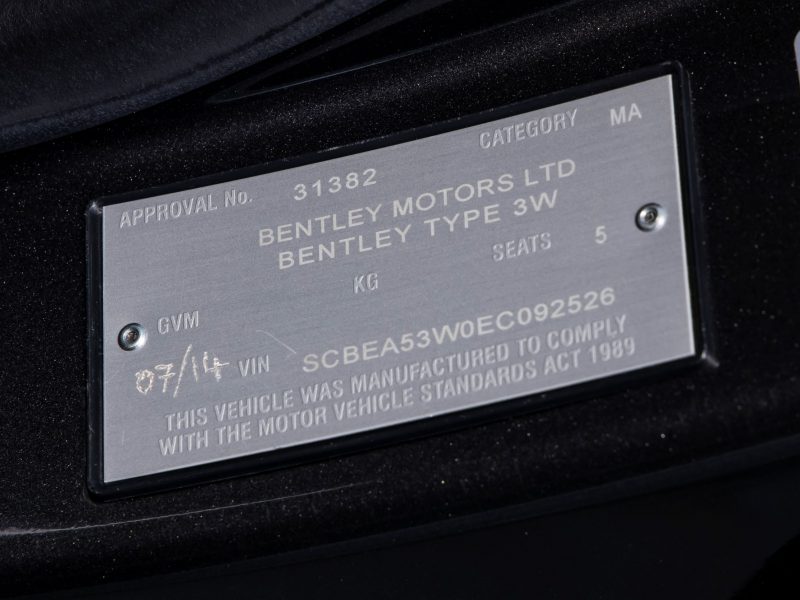 APPROVAL No. 31382 CATEGORY MA
BENTLEY MOTORS LTD
BENTLEY TYPE 3W
KG SEATS 5
GVM
07/14 VIN SCBEA53W0EC092526
THIS VEHICLE WAS MANUFACTURED TO COMPLY
WITH THE MOTOR VEHICLE STANDARDS ACT 1989